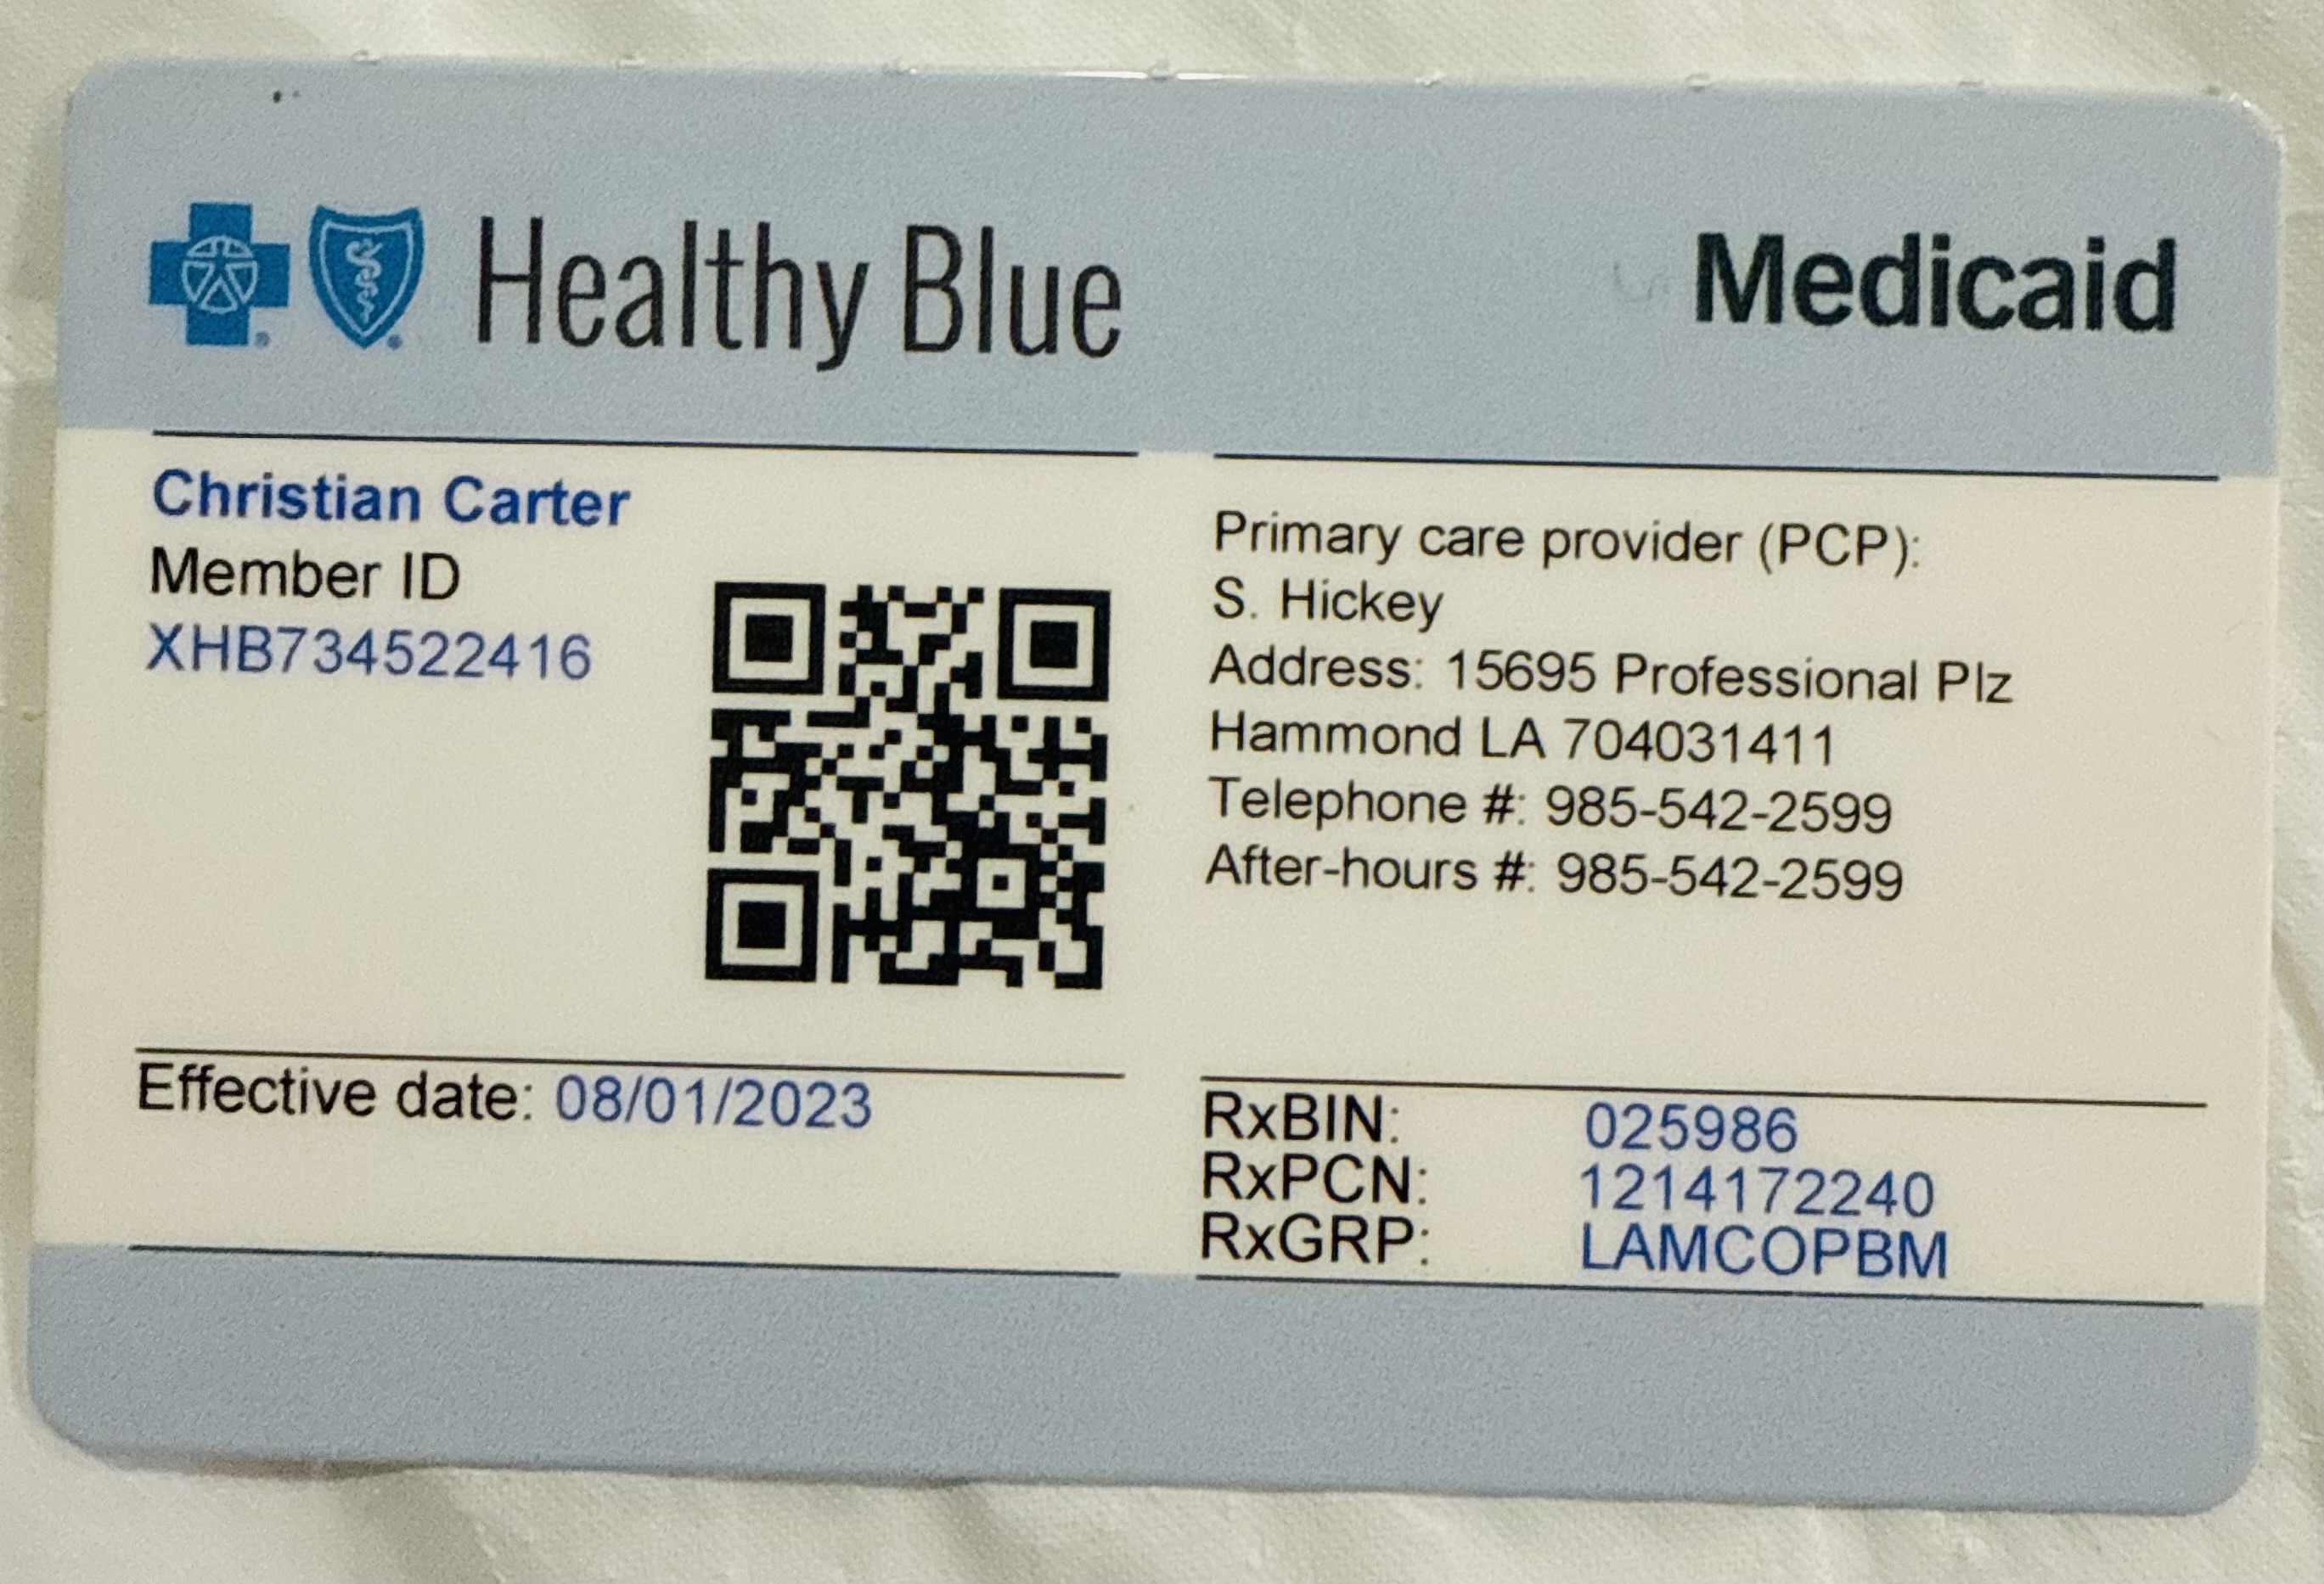 Healthy Blue
Medicaid
Christian Carter
Member ID
XHB734522416
Primary care provider (PCP):
S. Hickey
Address: 15695 Professional Plz
Hammond LA 704031411
Telephone #: 985-542-2599
After-hours #: 985-542-2599
Effective date: 08/01/2023
RxBIN: 025986
RxPCN: 1214172240
RxGRP: LAMCOPBM